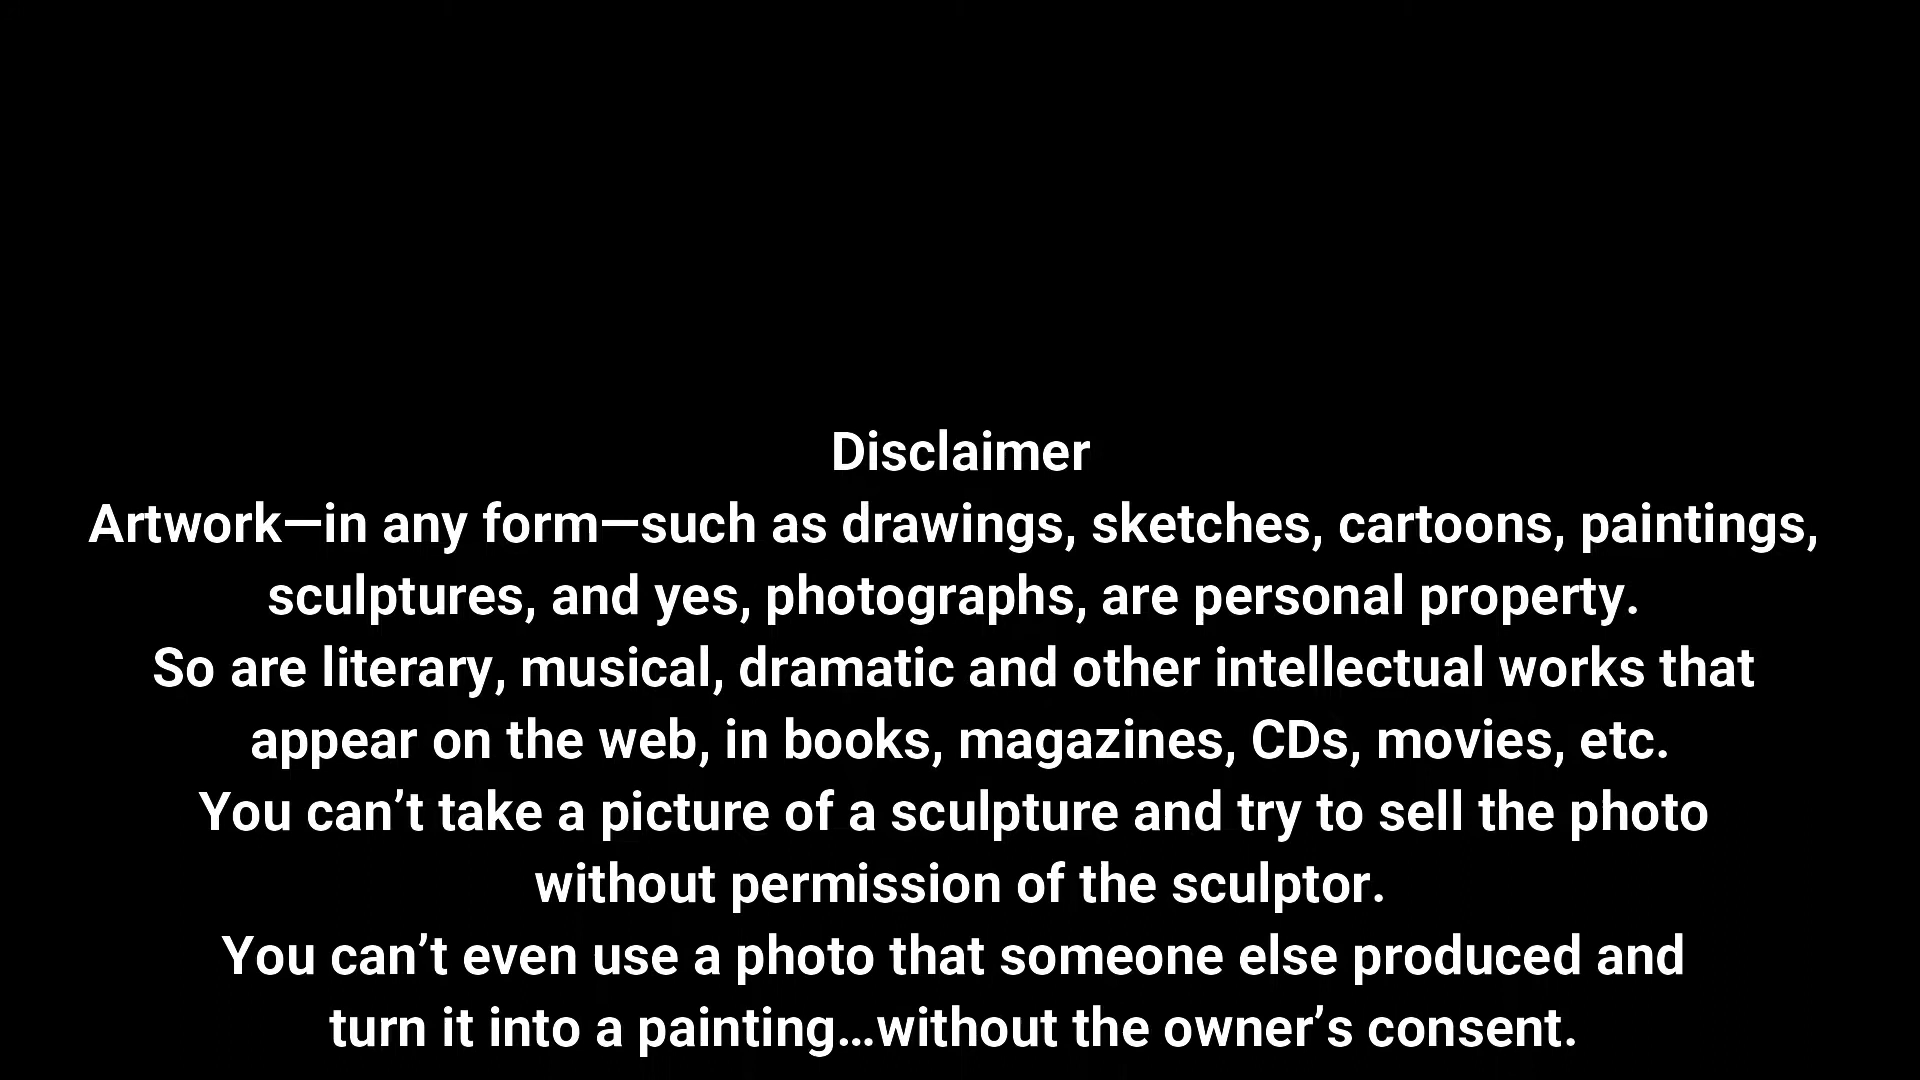 Disclaimer
Artwork—in any form—such as drawings, sketches, cartoons, paintings,
sculptures, and yes, photographs, are personal property.
So are literary, musical, dramatic and other intellectual works that
appear on the web, in books, magazines, CDs, movies, etc.
You can’t take a picture of a sculpture and try to sell the photo
without permission of the sculptor.
You can’t even use a photo that someone else produced and
turn it into a painting…without the owner’s consent.